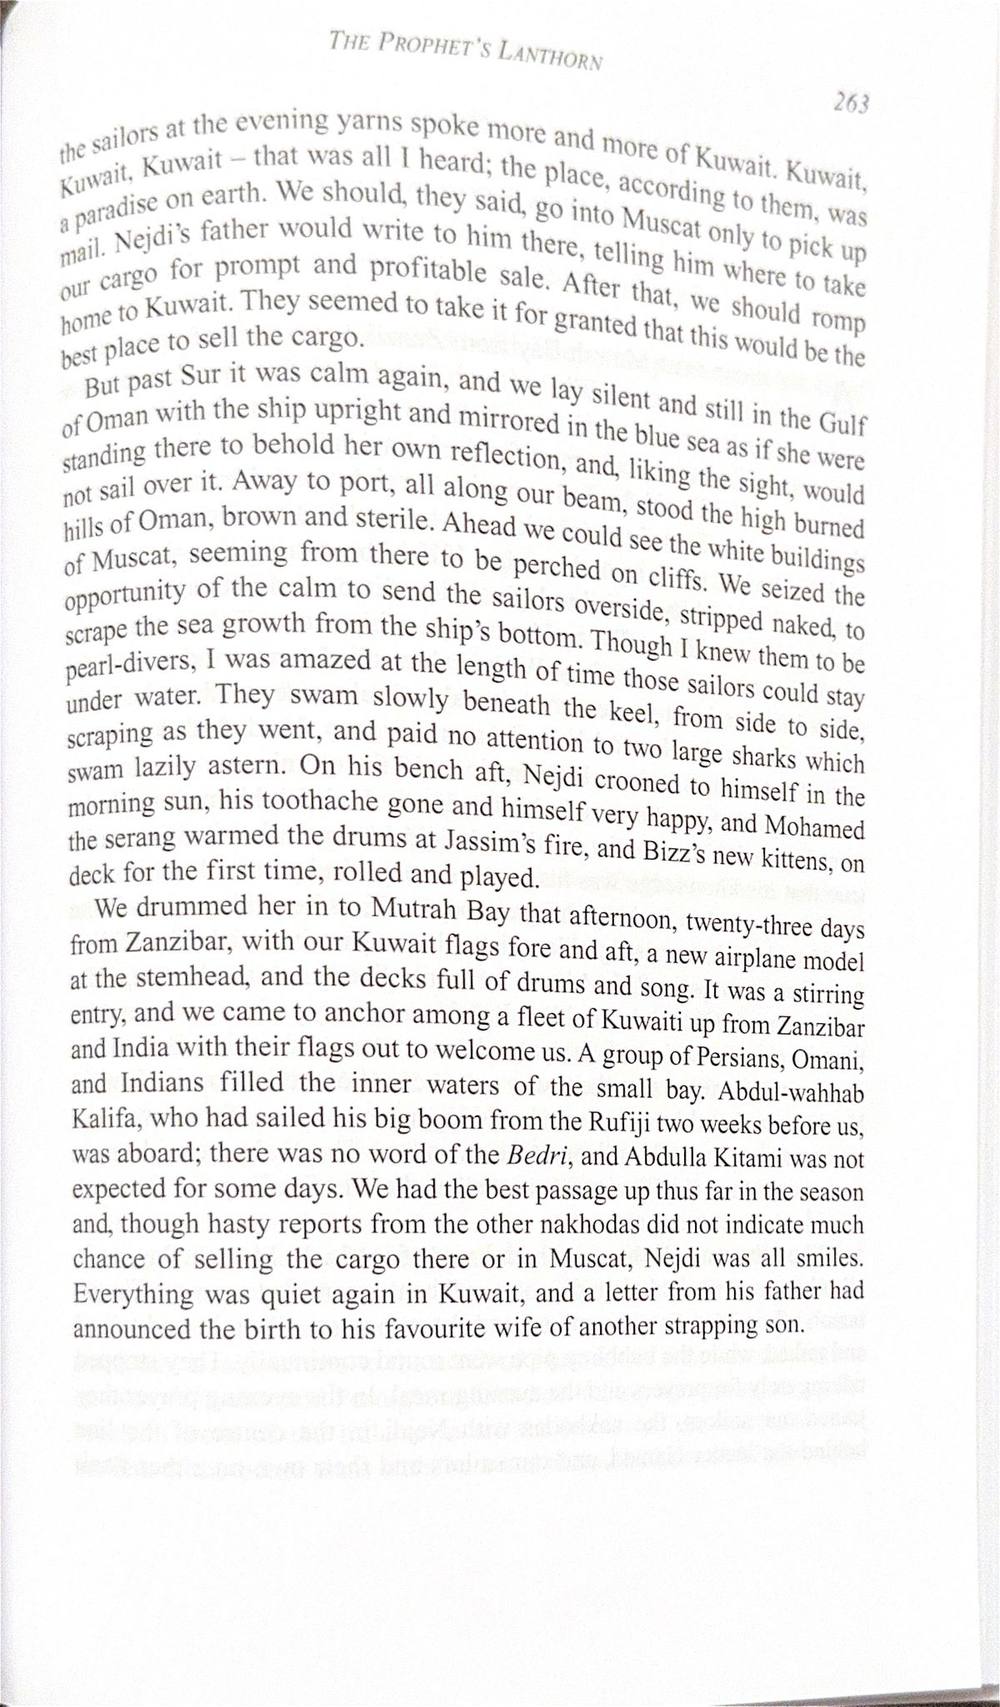 THE PROPHET'S LANTHORN
263
the sailors at the evening yarns spoke more and more of Kuwait. Kuwait,
Kuwait, Kuwait – that was all I heard; the place, according to them, was
a paradise on earth. We should, they said, go into Muscat only to pick up
mail. Nejdi's father would write to him there, telling him where to take
our cargo for prompt and profitable sale. After that, we should romp
home to Kuwait. They seemed to take it for granted that this would be the
best place to sell the cargo.
But past Sur it was calm again, and we lay silent and still in the Gulf
of Oman with the ship upright and mirrored in the blue sea as if she were
standing there to behold her own reflection, and, liking the sight, would
not sail over it. Away to port, all along our beam, stood the high burned
hills of Oman, brown and sterile. Ahead we could see the white buildings
of Muscat, seeming from there to be perched on cliffs. We seized the
opportunity of the calm to send the sailors overside, stripped naked, to
scrape the sea growth from the ship's bottom. Though I knew them to be
pearl-divers, I was amazed at the length of time those sailors could stay
under water. They swam slowly beneath the keel, from side to side,
scraping as they went, and paid no attention to two large sharks which
swam lazily astern. On his bench aft, Nejdi crooned to himself in the
morning sun, his toothache gone and himself very happy, and Mohamed
the serang warmed the drums at Jassim's fire, and Bizz's new kittens, on
deck for the first time, rolled and played.
We drummed her in to Mutrah Bay that afternoon, twenty-three days
from Zanzibar, with our Kuwait flags fore and aft, a new airplane model
at the stemhead, and the decks full of drums and song. It was a stirring
entry, and we came to anchor among a fleet of Kuwaiti up from Zanzibar
and India with their flags out to welcome us. A group of Persians, Omani,
and Indians filled the inner waters of the small bay. Abdul-wahhab
Kalifa, who had sailed his big boom from the Rufiji two weeks before us,
was aboard; there was no word of the Bedri, and Abdulla Kitami was not
expected for some days. We had the best passage up thus far in the season
and, though hasty reports from the other nakhodas did not indicate much
chance of selling the cargo there or in Muscat, Nejdi was all smiles.
Everything was quiet again in Kuwait, and a letter from his father had
announced the birth to his favourite wife of another strapping son.